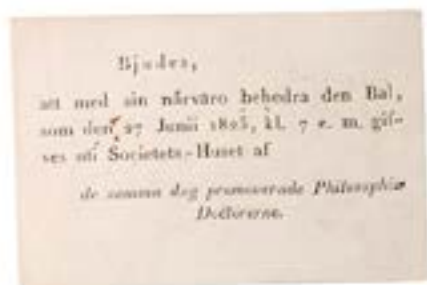 Bjudes,
att med sin närvaro behedra den Bal,
som den 27 Junii 1825, kl. 7 e. m. gif-
ves uti Societets-Huset af
de samma dag promoverade Philosophiæ
Doctorerne.